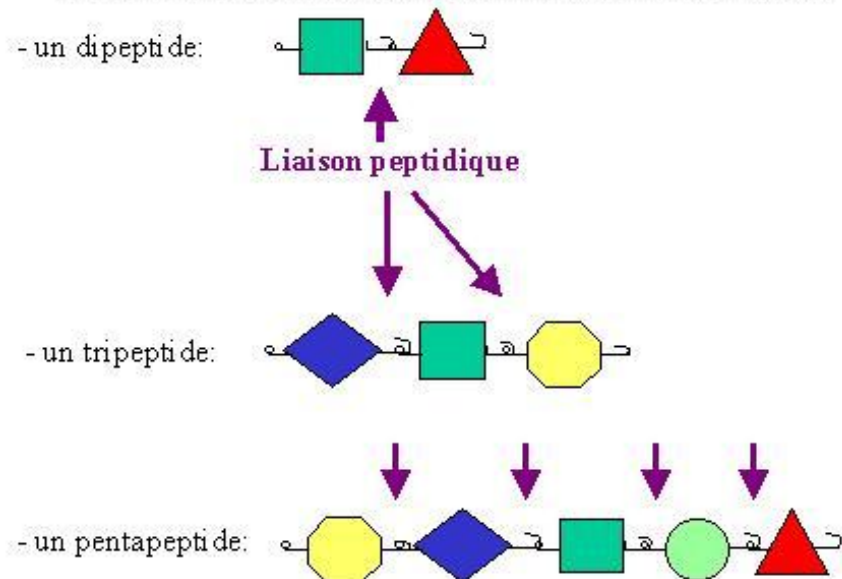 - un dipeptide:
Liaison peptidique
- un tripeptide:
- un pentapeptide: